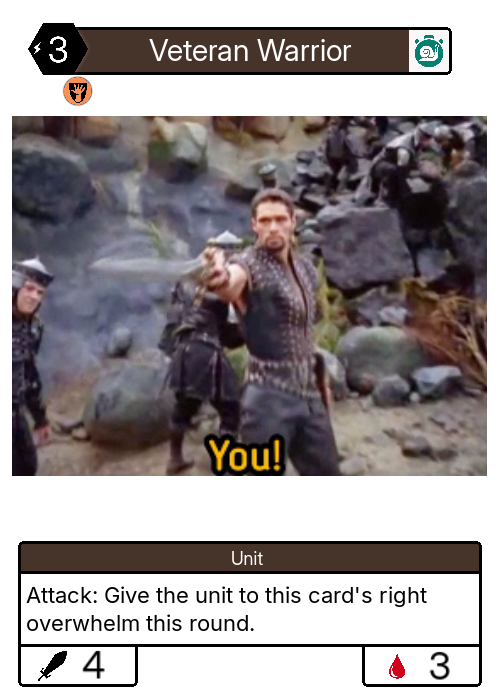 3
Veteran Warrior
You!
Unit
Attack: Give the unit to this card's right
overwhelm this round.
4
3